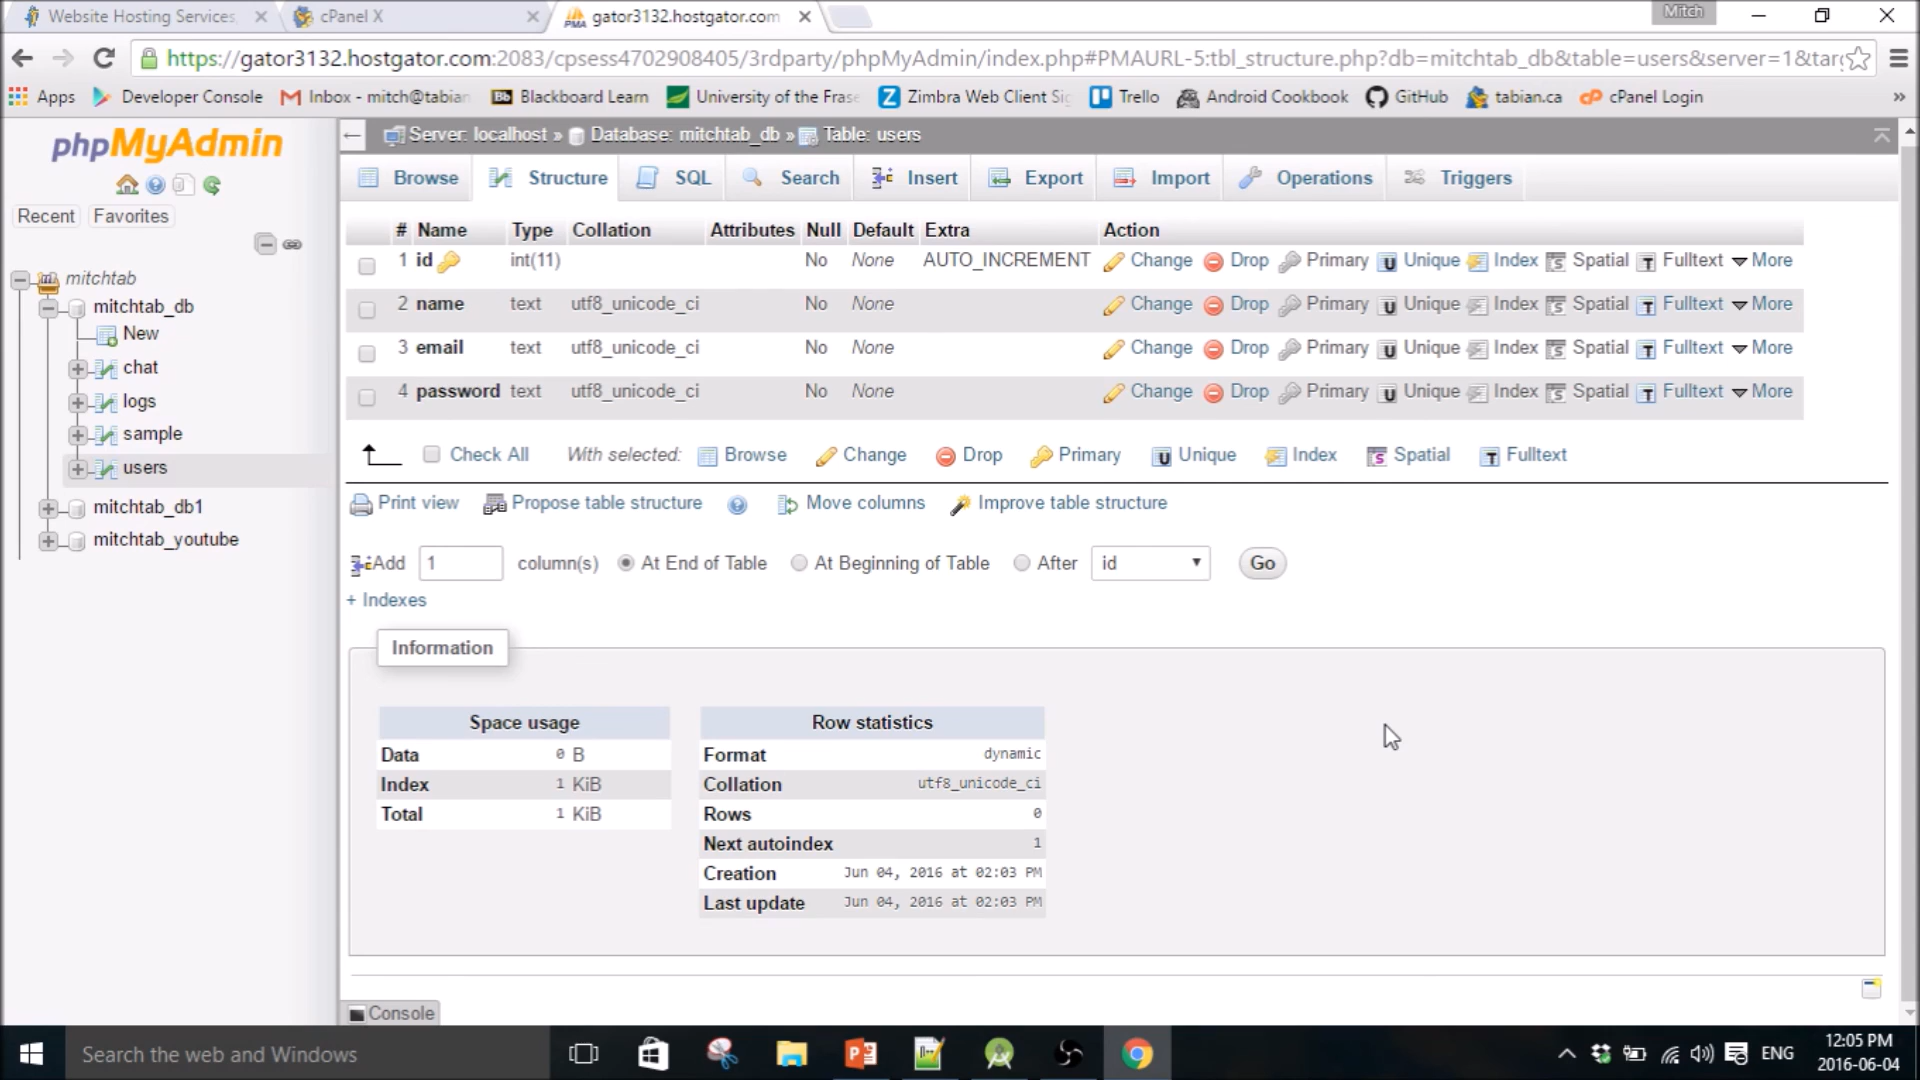 Website Hosting Services,
cPanel X
gator3132.hostgator.com
Mitch
https://gator3132.hostgator.com:2083/cpsess4702908405/3rdparty/phpMyAdmin/index.php#PMAURL-5:tbl_structure.php?db=mitchtab_db&table=users&server=1&targ
Apps
Developer Console
Inbox - mitch@tabian
Blackboard Learn
University of the Frase
Zimbra Web Client Sig
Trello
Android Cookbook
GitHub
tabian.ca
cPanel Login
»
phpMyAdmin
Recent Favorites
mitchtab
mitchtab_db
New
chat
logs
sample
users
mitchtab_db1
mitchtab_youtube
Server: localhost » Database: mitchtab_db » Table: users
Browse Structure SQL Search Insert Export Import Operations Triggers
# Name Type Collation Attributes Null Default Extra Action
1 id int(11) No None AUTO_INCREMENT Change Drop Primary Unique Index Spatial Fulltext More
2 name text utf8_unicode_ci No None Change Drop Primary Unique Index Spatial Fulltext More
3 email text utf8_unicode_ci No None Change Drop Primary Unique Index Spatial Fulltext More
4 password text utf8_unicode_ci No None Change Drop Primary Unique Index Spatial Fulltext More
Check All With selected: Browse Change Drop Primary Unique Index Spatial Fulltext
Print view Propose table structure Move columns Improve table structure
Add 1 column(s) At End of Table At Beginning of Table After id Go
+ Indexes
Information
Space usage
Data 0 B
Index 1 KiB
Total 1 KiB
Row statistics
Format dynamic
Collation utf8_unicode_ci
Rows 0
Next autoindex 1
Creation Jun 04, 2016 at 02:03 PM
Last update Jun 04, 2016 at 02:03 PM
Console
Search the web and Windows
ENG
12:05 PM
2016-06-04